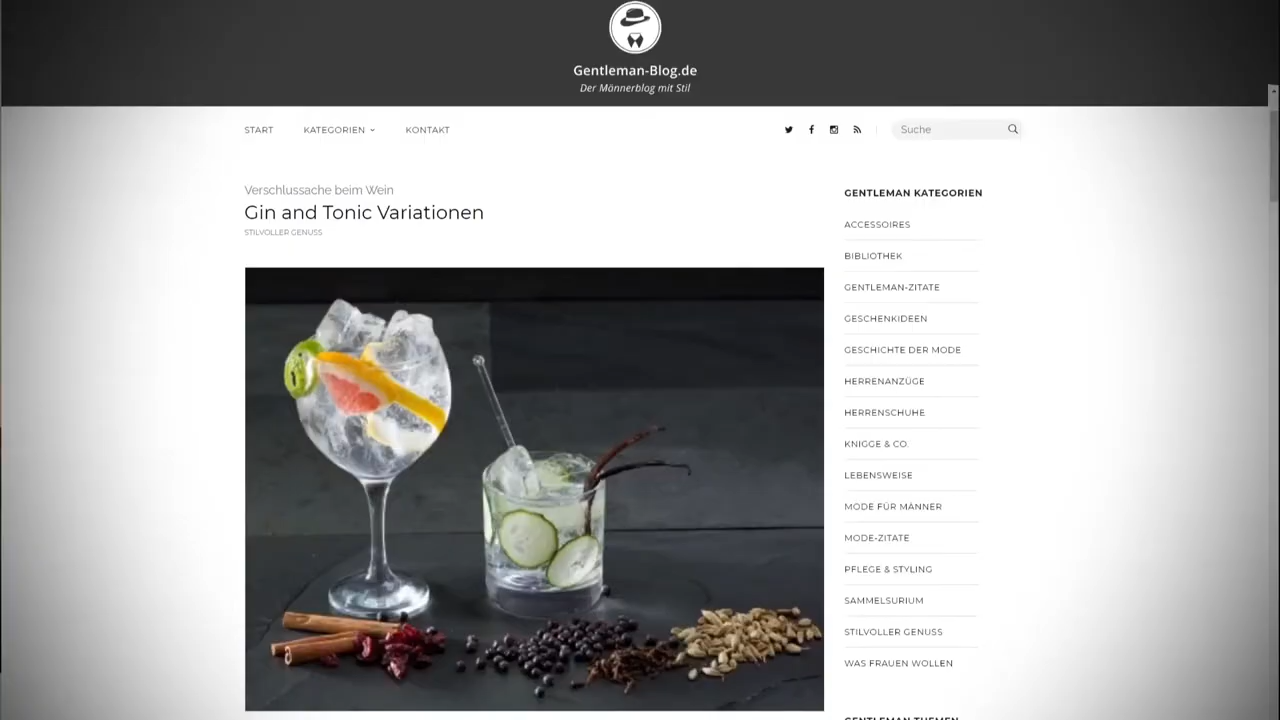 Gentleman-Blog.de
Der Männerblog mit Stil
START KATEGORIEN KONTAKT Suche
Verschlussache beim Wein
Gin and Tonic Variationen
STILVOLLER GENUSS
GENTLEMAN KATEGORIEN
ACCESSOIRES
BIBLIOTHEK
GENTLEMAN-ZITATE
GESCHENKIDEEN
GESCHICHTE DER MODE
HERRENANZÜGE
HERRENSCHUHE
KNIGGE & CO.
LEBENSWEISE
MODE FÜR MÄNNER
MODE-ZITATE
PFLEGE & STYLING
SAMMELSURIUM
STILVOLLER GENUSS
WAS FRAUEN WOLLEN
GENTLEMAN THEMEN